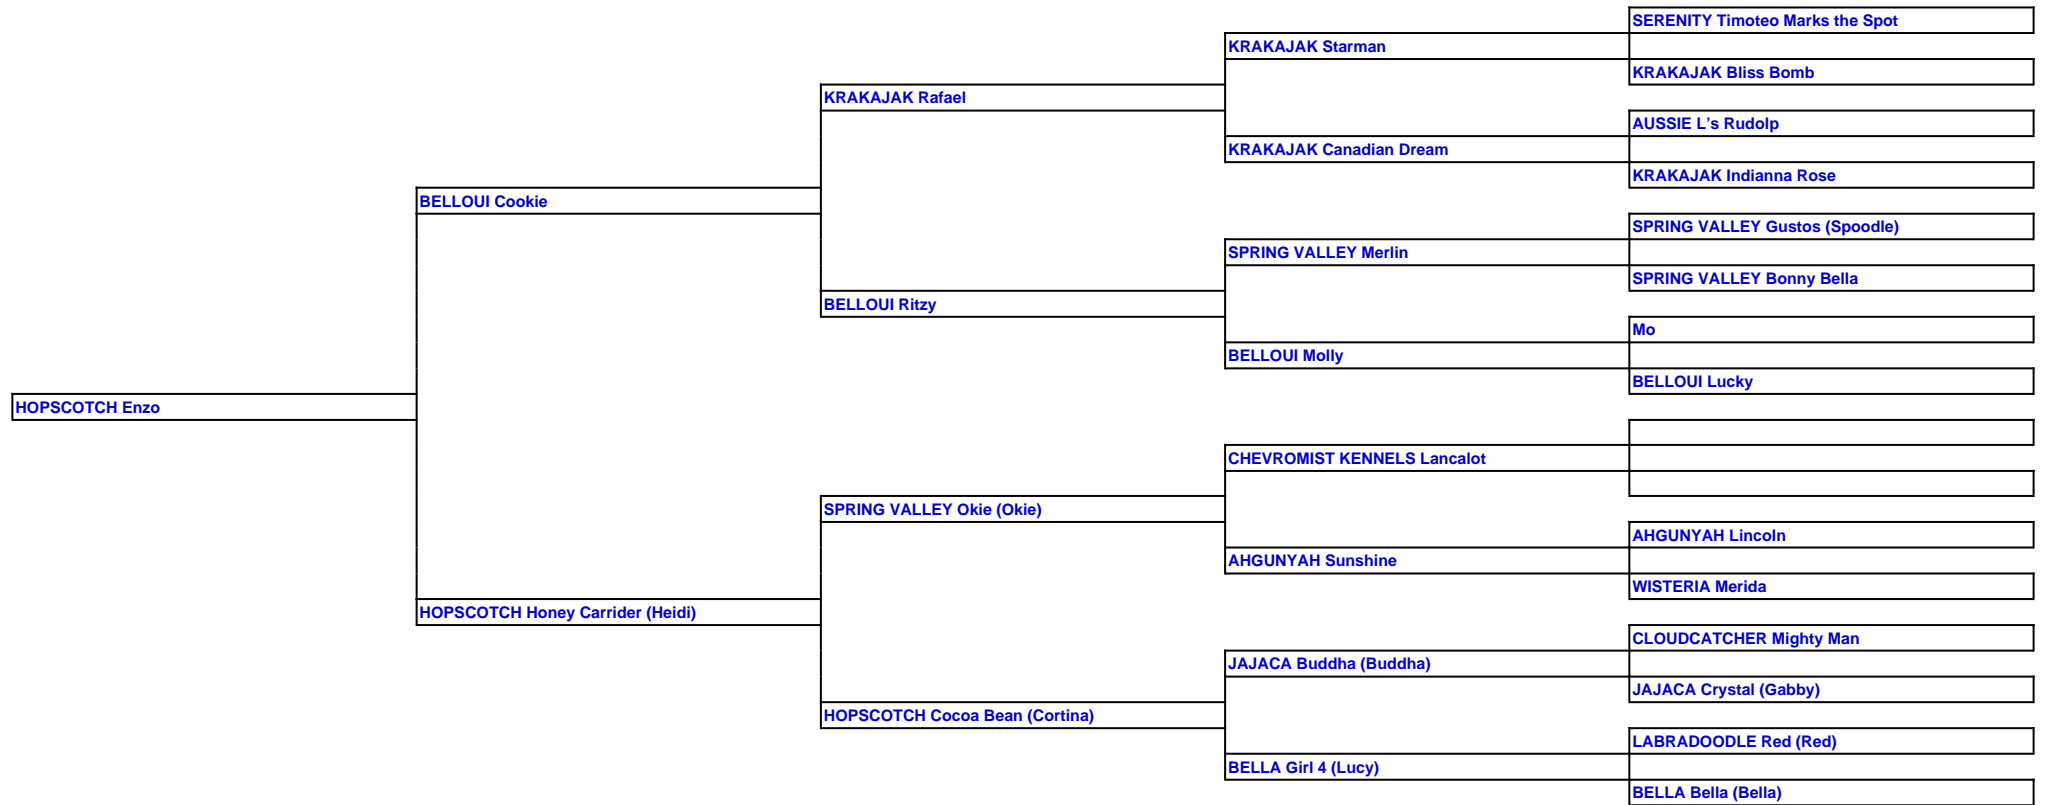 SERENITY Timoteo Marks the Spot
KRAKAJAK Starman
KRAKAJAK Bliss Bomb
KRAKAJAK Rafael
AUSSIE L’s Rudolp
KRAKAJAK Canadian Dream
KRAKAJAK Indianna Rose
BELLOUI Cookie
SPRING VALLEY Gustos (Spoodle)
SPRING VALLEY Merlin
SPRING VALLEY Bonny Bella
BELLOUI Ritzy
Mo
BELLOUI Molly
BELLOUI Lucky
HOPSCOTCH Enzo
CHEVROMIST KENNELS Lancalot
SPRING VALLEY Okie (Okie)
AHGUNYAH Lincoln
AHGUNYAH Sunshine
WISTERIA Merida
HOPSCOTCH Honey Carrider (Heidi)
CLOUDCATCHER Mighty Man
JAJACA Buddha (Buddha)
JAJACA Crystal (Gabby)
HOPSCOTCH Cocoa Bean (Cortina)
LABRADOODLE Red (Red)
BELLA Girl 4 (Lucy)
BELLA Bella (Bella)